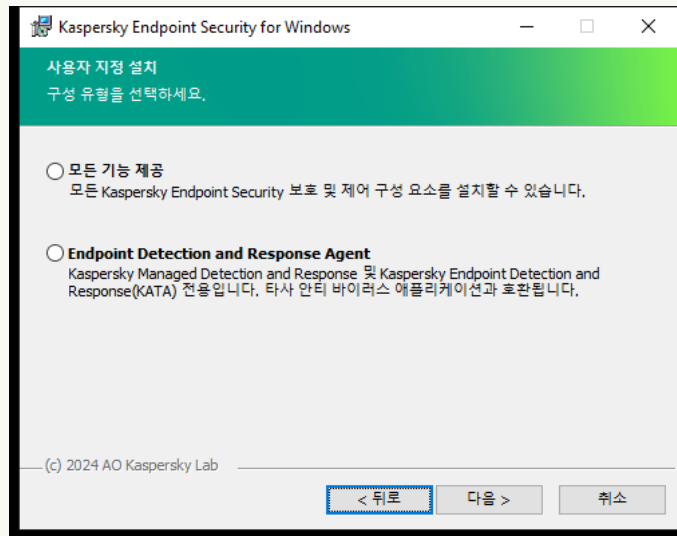 Kaspersky Endpoint Security for Windows
사용자 지정 설치
구성 유형을 선택하세요.
모든 기능 제공
모든 Kaspersky Endpoint Security 보호 및 제어 구성 요소를 설치할 수 있습니다.
Endpoint Detection and Response Agent
Kaspersky Managed Detection and Response 및 Kaspersky Endpoint Detection and
Response(KATA) 전용입니다. 타사 안티 바이러스 애플리케이션과 호환됩니다.
(c) 2024 AO Kaspersky Lab
< 뒤로
다음 >
취소